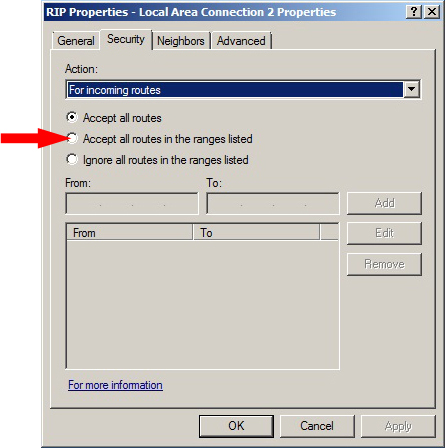 RIP Properties - Local Area Connection 2 Properties
General Security Neighbors Advanced
Action:
For incoming routes
Accept all routes
Accept all routes in the ranges listed
Ignore all routes in the ranges listed
From: To:
Add
From To
Edit
Remove
For more information
OK Cancel Apply